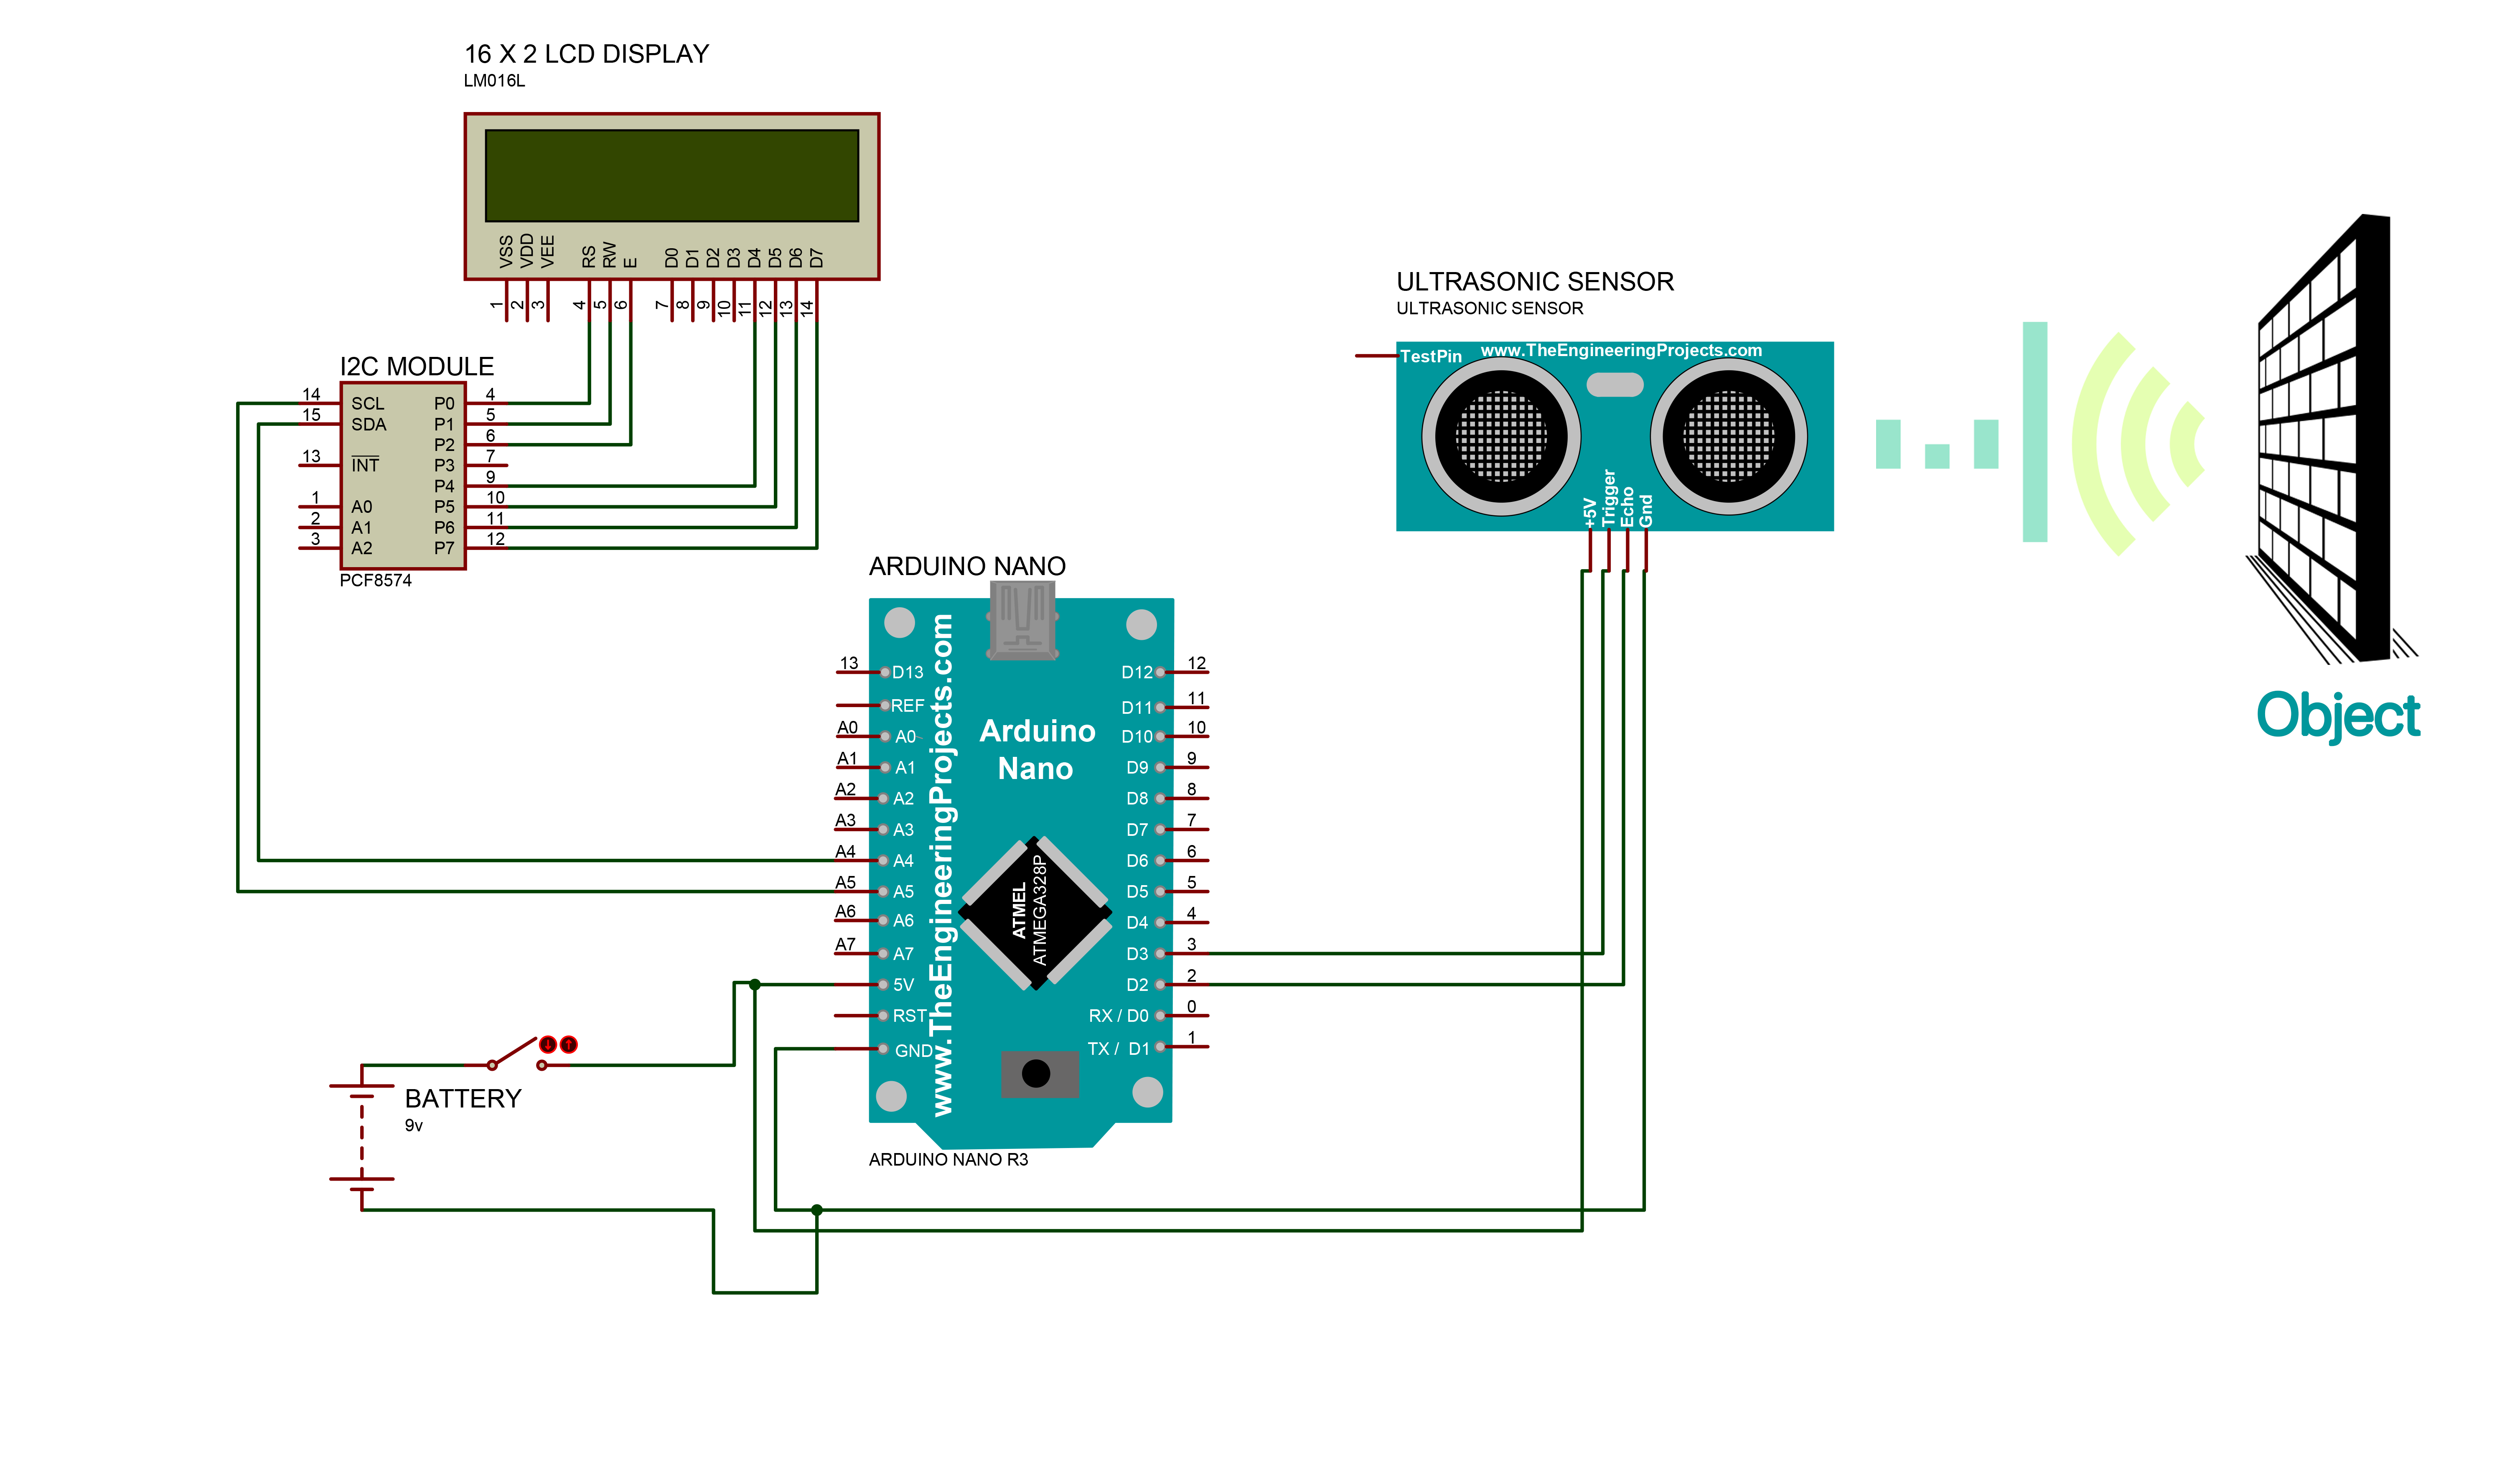 16 X 2 LCD DISPLAY
LM016L
VSS
VDD
VEE
RS
RW
E
D0
D1
D2
D3
D4
D5
D6
D7
1
2
3
4
5
6
7
8
9
10
11
12
13
14
I2C MODULE
14 SCL P0 4
15 SDA P1 5
P2 6
13 INT P3 7
P4 9
1 A0 P5 10
2 A1 P6 11
3 A2 P7 12
PCF8574
ULTRASONIC SENSOR
ULTRASONIC SENSOR
TestPin
www.TheEngineeringProjects.com
+5V
Trigger
Echo
Gnd
Object
ARDUINO NANO
www.TheEngineeringProjects.com
Arduino
Nano
ATMEL
ATMEGA328P
13 D13
REF
A0 A0
A1 A1
A2 A2
A3 A3
A4 A4
A5 A5
A6 A6
A7 A7
5V
RST
GND
D12 12
D11 11
D10 10
D9 9
D8 8
D7 7
D6 6
D5 5
D4 4
D3 3
D2 2
RX / D0 0
TX / D1 1
ARDUINO NANO R3
BATTERY
9v